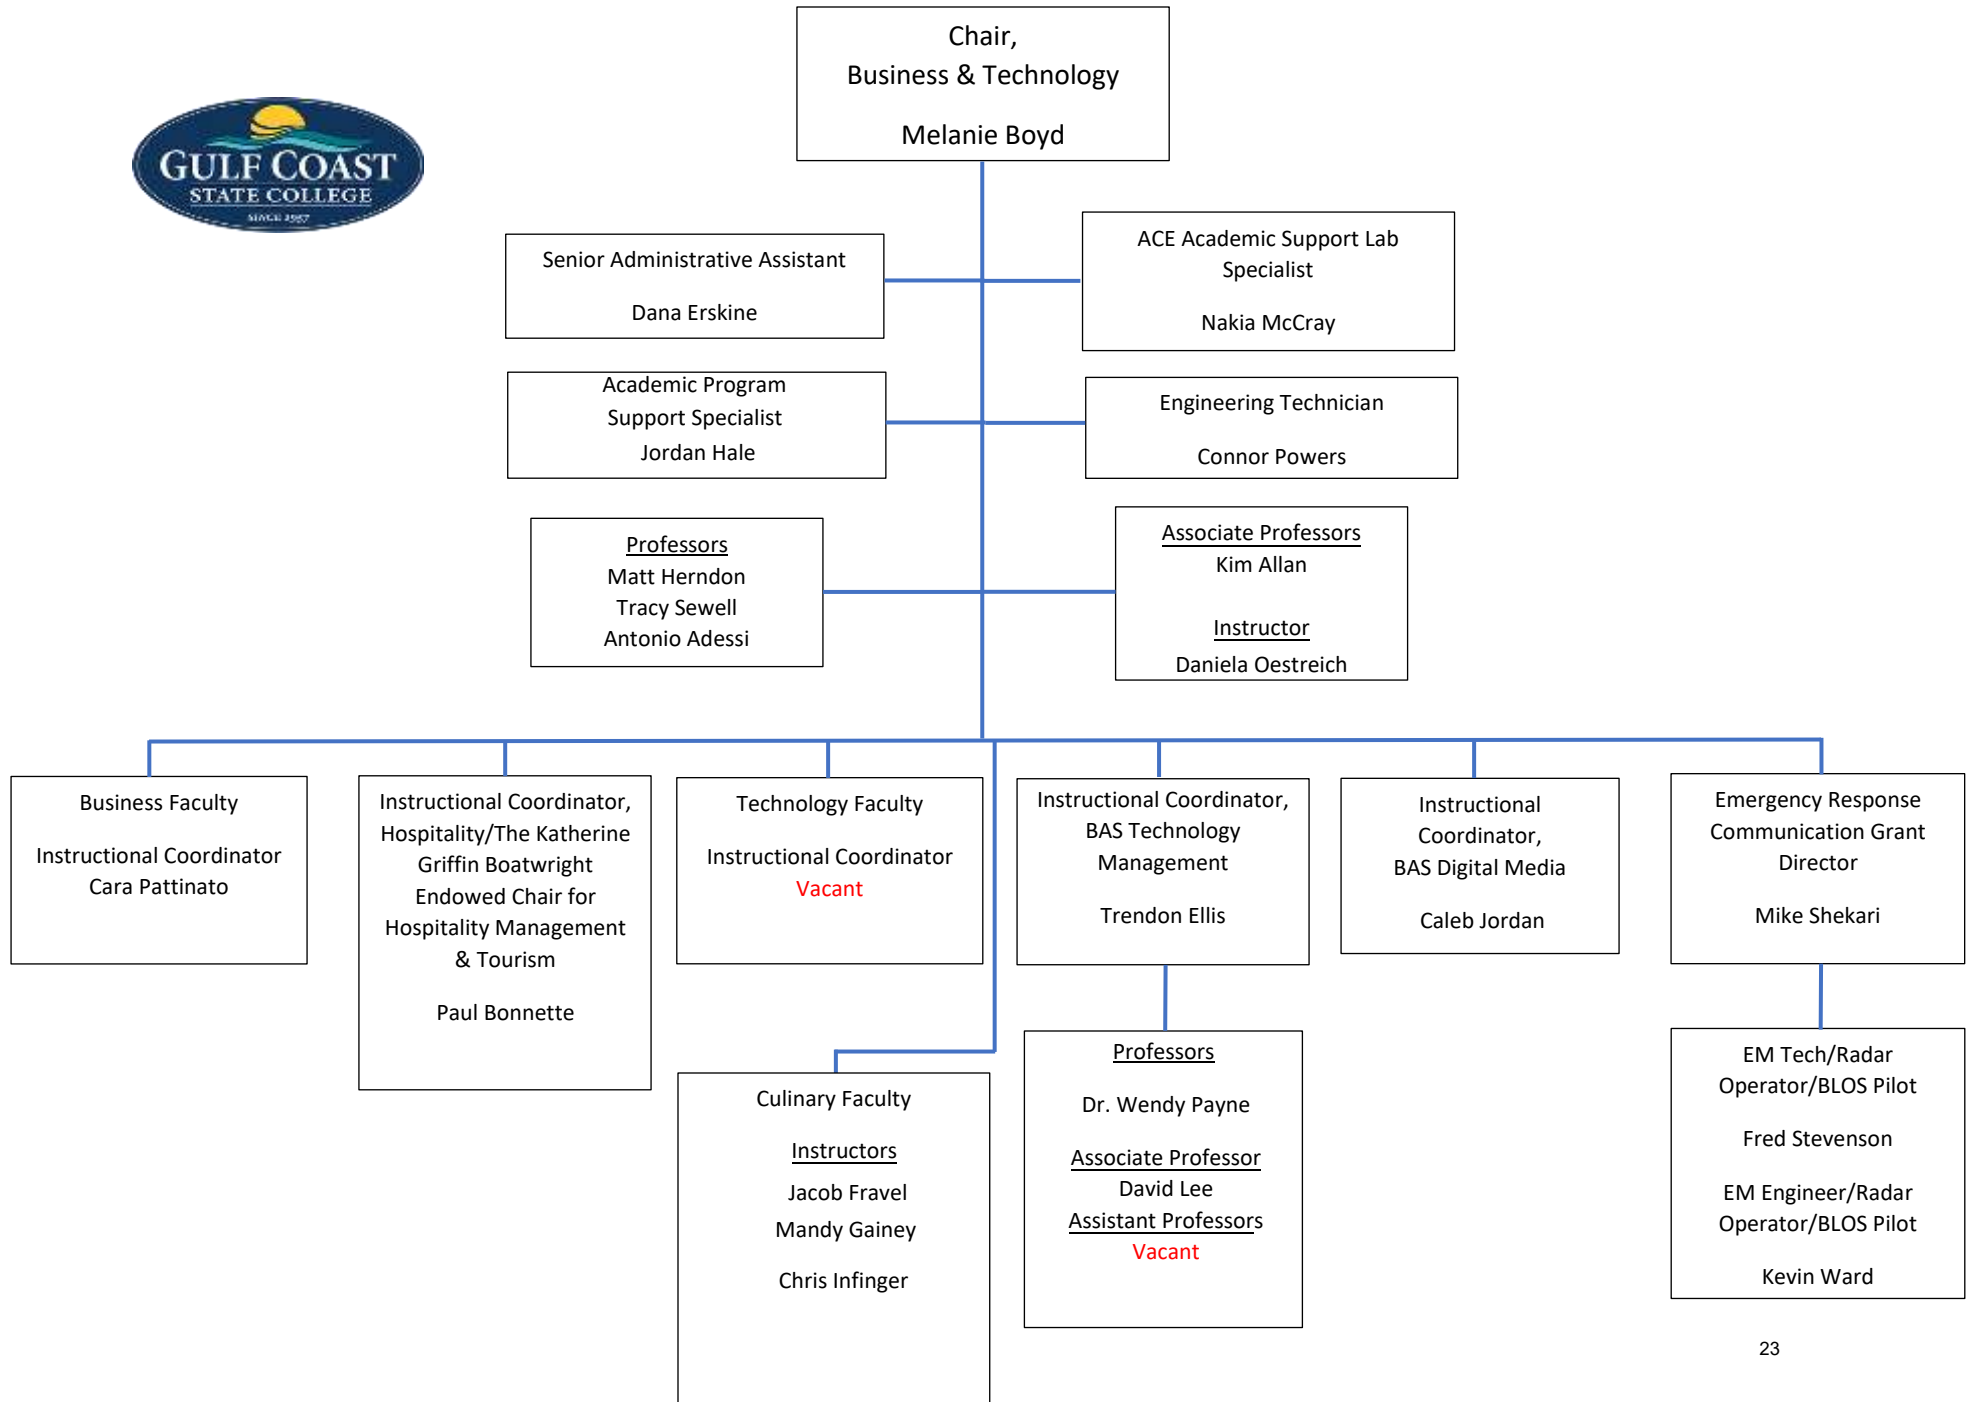 Chair,
Business & Technology
Melanie Boyd
GULF COAST
STATE COLLEGE
SINCE 1957
Senior Administrative Assistant
Dana Erskine
ACE Academic Support Lab
Specialist
Nakia McCray
Academic Program
Support Specialist
Jordan Hale
Engineering Technician
Connor Powers
Professors
Matt Herndon
Tracy Sewell
Antonio Adessi
Associate Professors
Kim Allan
Instructor
Daniela Oestreich
Business Faculty
Instructional Coordinator
Cara Pattinato
Instructional Coordinator,
Hospitality/The Katherine
Griffin Boatwright
Endowed Chair for
Hospitality Management
& Tourism
Paul Bonnette
Technology Faculty
Instructional Coordinator
Vacant
Instructional Coordinator,
BAS Technology
Management
Trendon Ellis
Instructional
Coordinator,
BAS Digital Media
Caleb Jordan
Emergency Response
Communication Grant
Director
Mike Shekari
Culinary Faculty
Instructors
Jacob Fravel
Mandy Gainey
Chris Infinger
Professors
Dr. Wendy Payne
Associate Professor
David Lee
Assistant Professors
Vacant
EM Tech/Radar
Operator/BLOS Pilot
Fred Stevenson
EM Engineer/Radar
Operator/BLOS Pilot
Kevin Ward
23